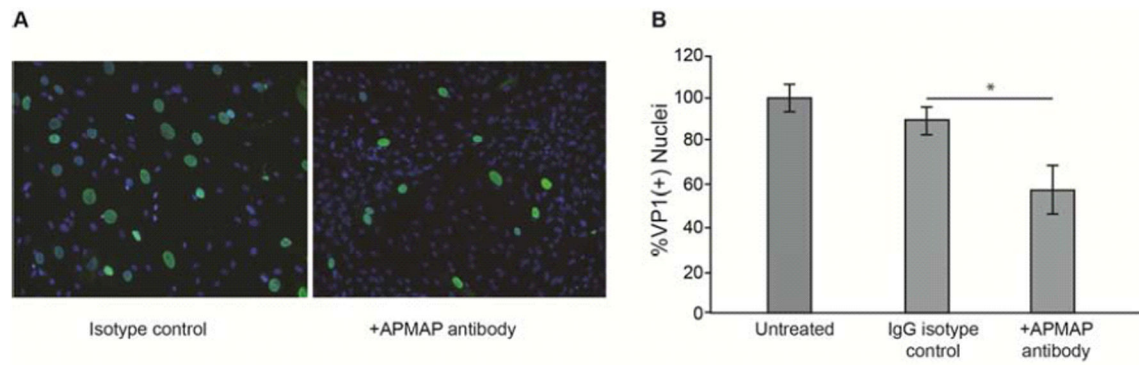 A
Isotype control
+APMAP antibody
B
%VP1(+) Nuclei
120
100
80
60
40
20
0
*
Untreated
IgG isotype
control
+APMAP
antibody